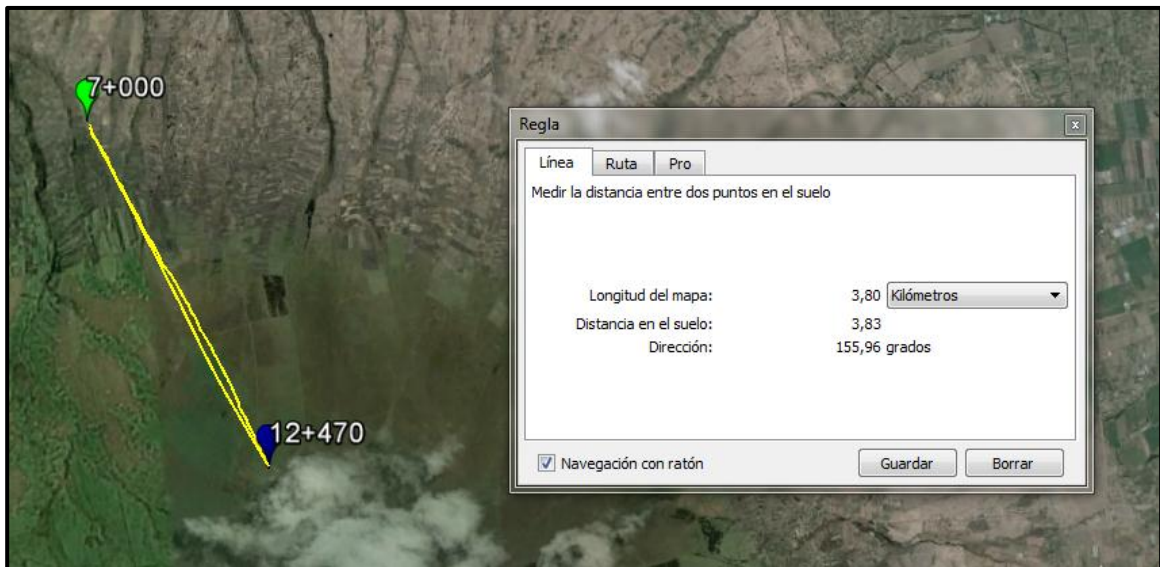 7+000
12+470
Regla
Línea Ruta Pro
Medir la distancia entre dos puntos en el suelo
Longitud del mapa: 3,80 Kilómetros
Distancia en el suelo: 3,83
Dirección: 155,96 grados
Navegación con ratón Guardar Borrar